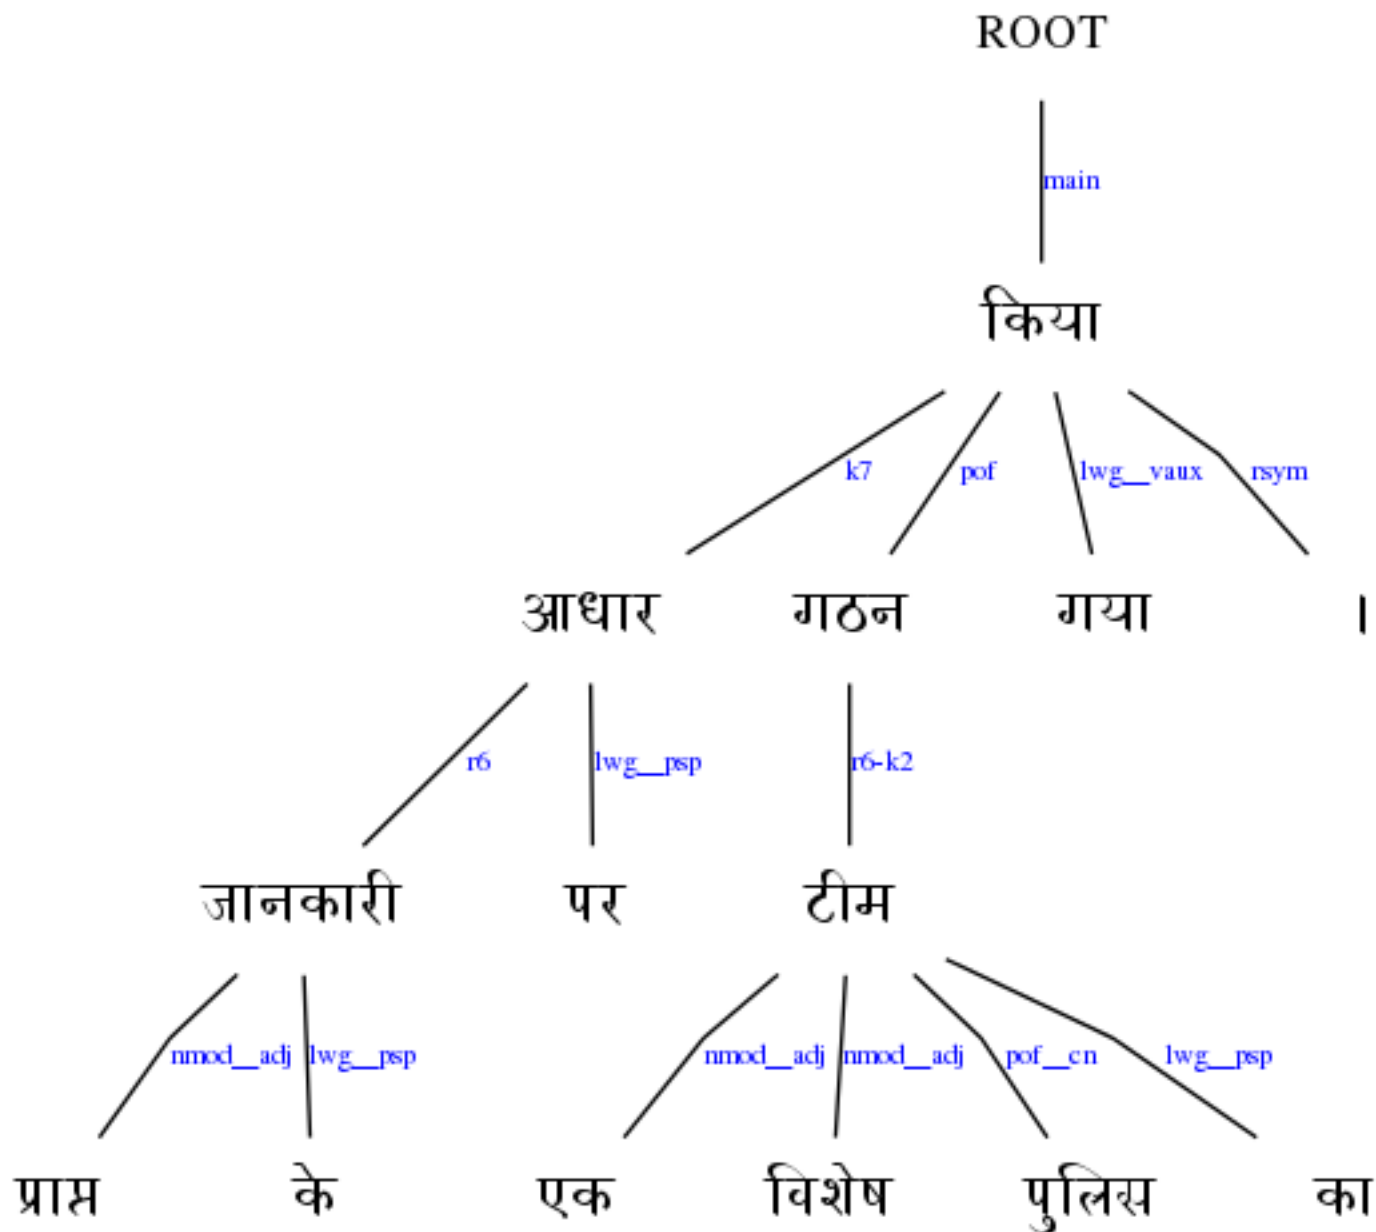 ROOT
main
किया
k7 pof lwg__vaux rsym
आधार गठन गया ।
r6 lwg__psp r6-k2
जानकारी पर टीम
nmod__adj lwg__psp nmod__adj nmod__adj pof__cn lwg__psp
प्राप्त के एक विशेष पुलिस का